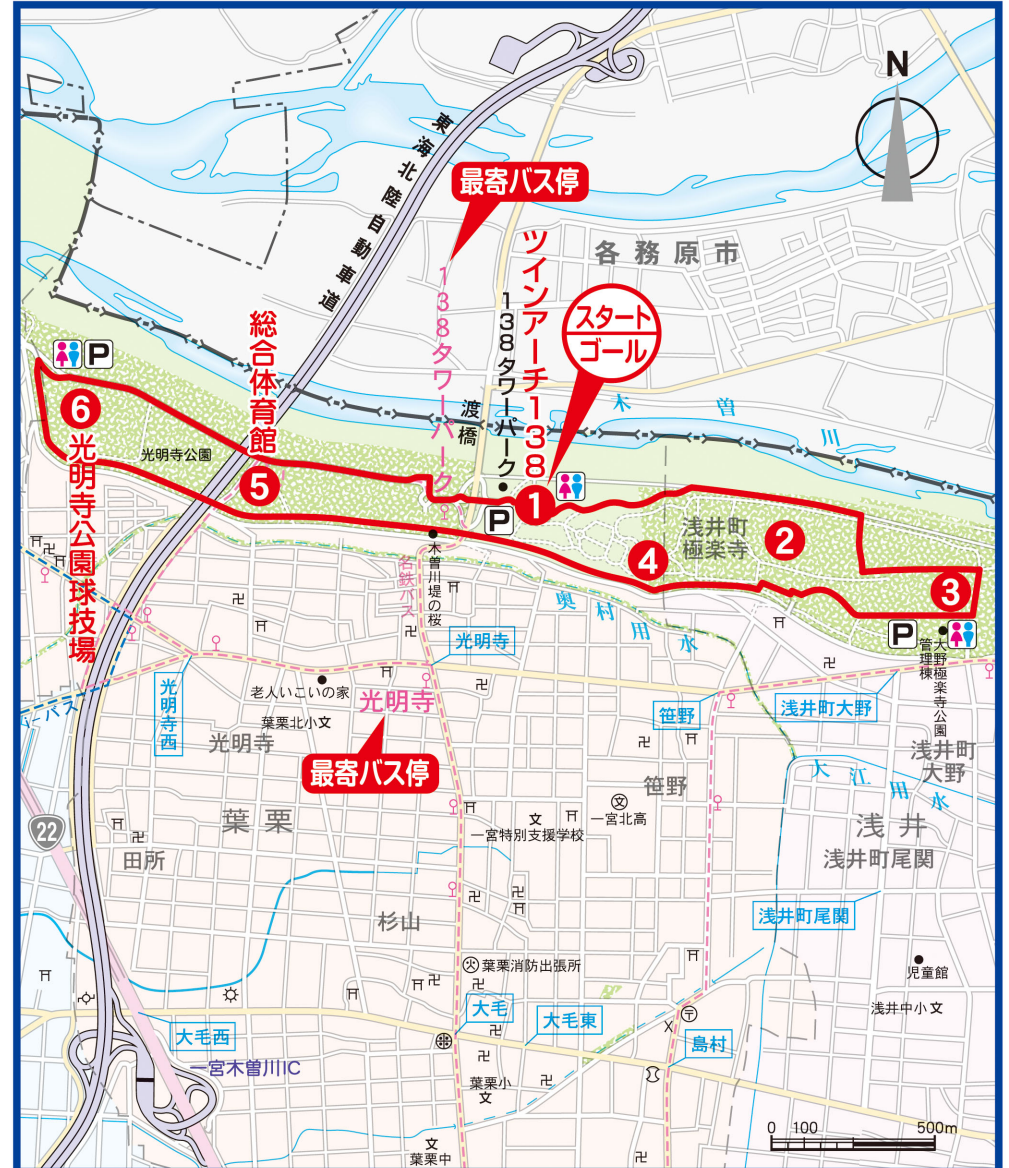 N
東海北陸自動車道
最寄バス停
138タワーパーク
ツインアーチ138
138タワーパーク
各務原市
スタート
ゴール
総合体育館
渡橋
木曽川
P
6
光明寺公園球技場
光明寺公園
5
1
P
浅井町
極楽寺
2
4
3
P
木曽川堤の桜
名鉄バス
奥村用水
大野極楽寺公園
管理棟
光明寺
光明寺西
老人いこいの家
光明寺
最寄バス停
i-バス
葉栗北小文
光明寺
笹野
浅井町大野
浅井町
大野
大江用水
笹野
葉栗
文
一宮特別支援学校
文
一宮北高
浅井
浅井町尾関
22
田所
杉山
浅井町尾関
火葉栗消防出張所
児童館
浅井中小文
大毛西
大毛
大毛東
島村
一宮木曽川IC
葉栗小
文
文
葉栗中
0 100 500m